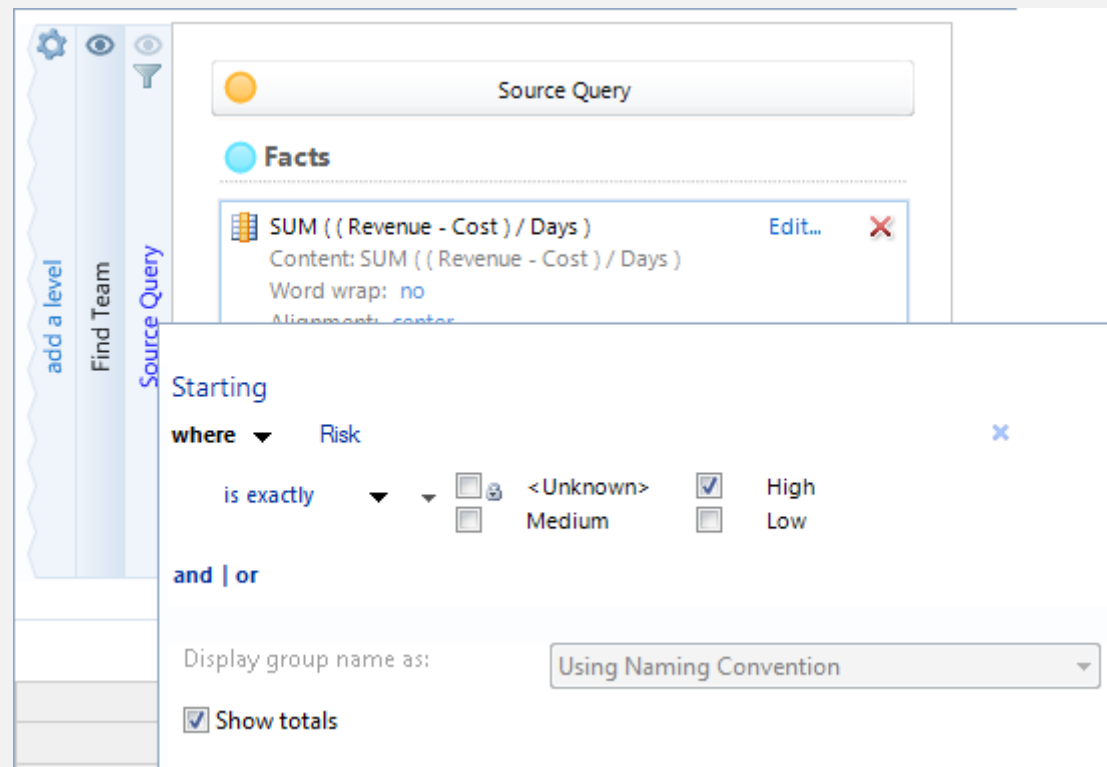 add a level
Find Team
Source Query
Source Query
Facts
SUM ( ( Revenue - Cost ) / Days ) Edit...
Content: SUM ( ( Revenue - Cost ) / Days )
Word wrap: no
Alignment: center
Starting
where Risk
is exactly <Unknown> High
Medium Low
and | or
Display group name as: Using Naming Convention
Show totals